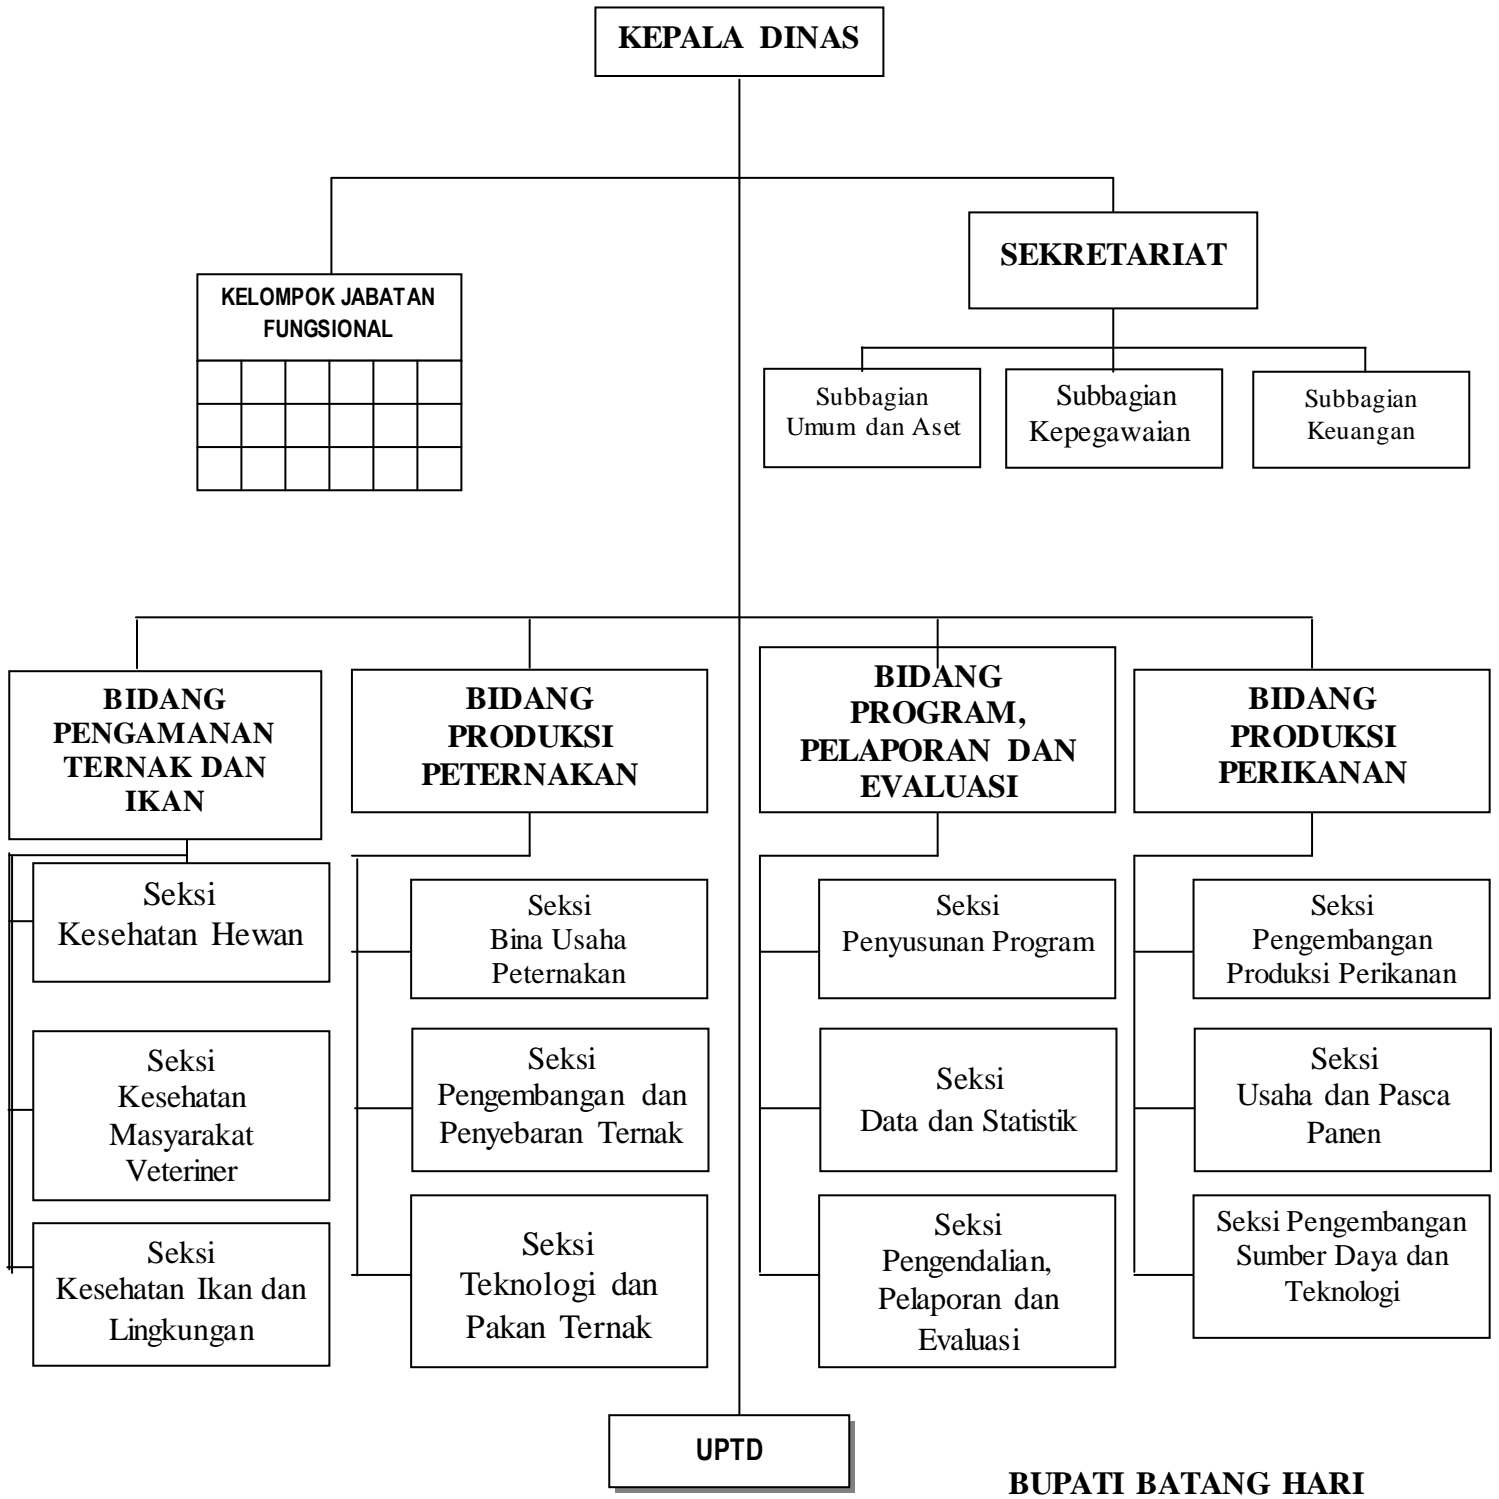 KEPALA DINAS
SEKRETARIAT
KELOMPOK JABATAN
FUNGSIONAL
Subbagian
Umum dan Aset
Subbagian
Kepegawaian
Subbagian
Keuangan
BIDANG
PENGAMANAN
TERNAK DAN
IKAN
BIDANG
PRODUKSI
PETERNAKAN
BIDANG
PROGRAM,
PELAPORAN DAN
EVALUASI
BIDANG
PRODUKSI
PERIKANAN
Seksi
Kesehatan Hewan
Seksi
Bina Usaha
Peternakan
Seksi
Penyusunan Program
Seksi
Pengembangan
Produksi Perikanan
Seksi
Kesehatan
Masyarakat
Veteriner
Seksi
Pengembangan dan
Penyebaran Ternak
Seksi
Data dan Statistik
Seksi
Usaha dan Pasca
Panen
Seksi
Kesehatan Ikan dan
Lingkungan
Seksi
Teknologi dan
Pakan Ternak
Seksi
Pengendalian,
Pelaporan dan
Evaluasi
Seksi Pengembangan
Sumber Daya dan
Teknologi
UPTD
BUPATI BATANG HARI